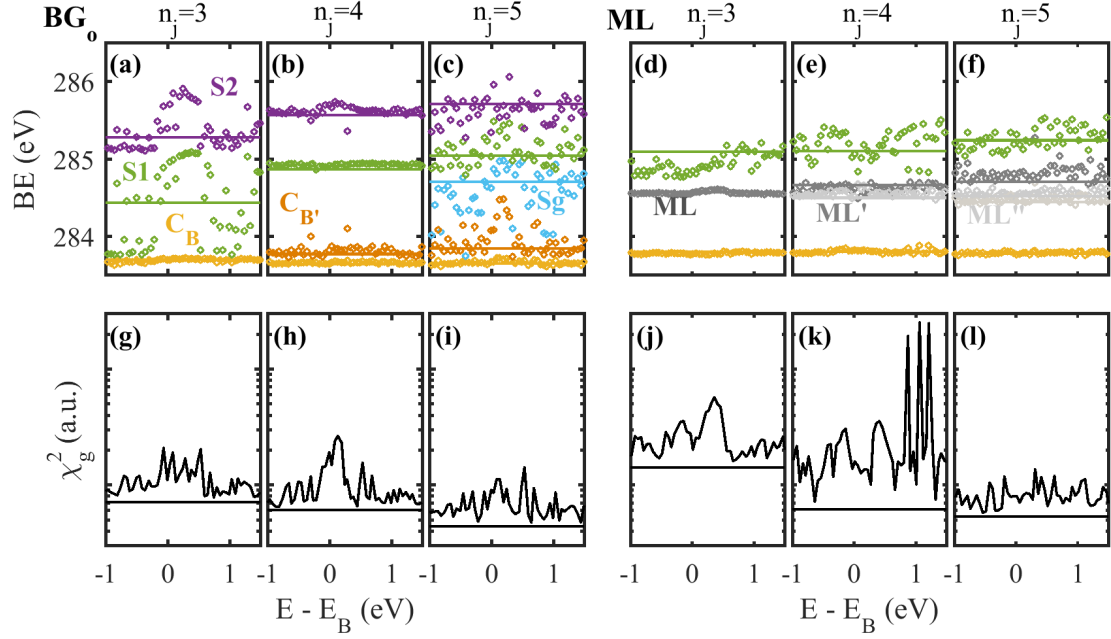 BG₀ n_j=3 n_j=4 n_j=5 ML n_j=3 n_j=4 n_j=5
(a) (b) (c) (d) (e) (f)
286
S2
BE (eV)
285
S1
C_B'
Sg
ML
ML'
ML''
C_B
284
(g) (h) (i) (j) (k) (l)
χ_g^2 (a.u.)
-1 0 1 -1 0 1 -1 0 1 -1 0 1 -1 0 1 -1 0 1
E - E_B (eV) E - E_B (eV)